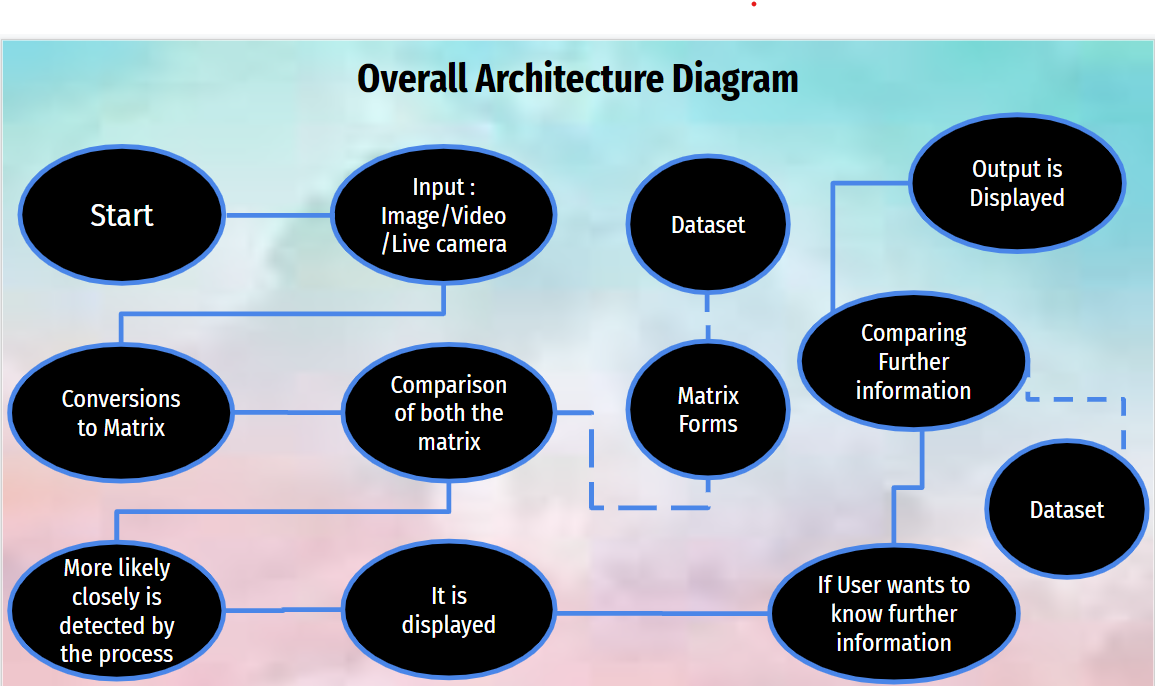 Overall Architecture Diagram
Start
Input :
Image/Video
/Live camera
Dataset
Output is
Displayed
Conversions
to Matrix
Comparison
of both the
matrix
Matrix
Forms
Comparing
Further
information
Dataset
More likely
closely is
detected by
the process
It is
displayed
If User wants to
know further
information